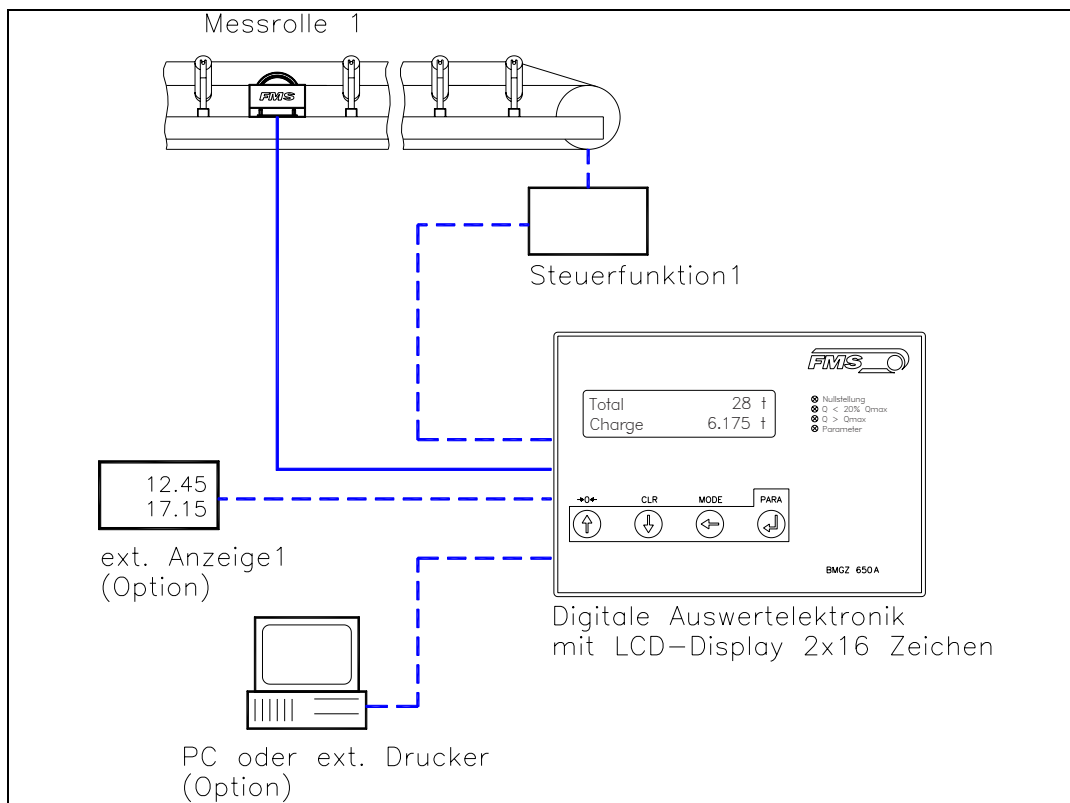 Messrolle 1
FMS
Steuerfunktion1
FMS
Total 28 t
Charge 6.175 t
Nullstellung
Q < 20% Qmax
Q > Qmax
Parameter
12.45
17.15
ext. Anzeige1
(Option)
→0← CLR MODE PARA
BMGZ 650A
Digitale Auswertelektronik
mit LCD-Display 2x16 Zeichen
PC oder ext. Drucker
(Option)